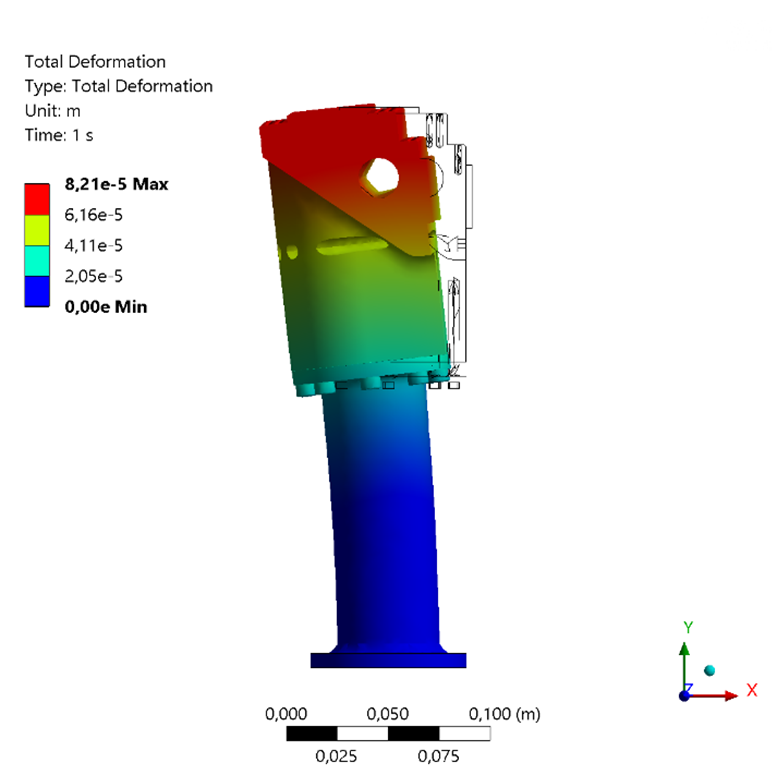 Total Deformation
Type: Total Deformation
Unit: m
Time: 1 s
8,21e-5 Max
6,16e-5
4,11e-5
2,05e-5
0,00e Min
Y
Z
X
0,000 0,050 0,100 (m)
0,025 0,075